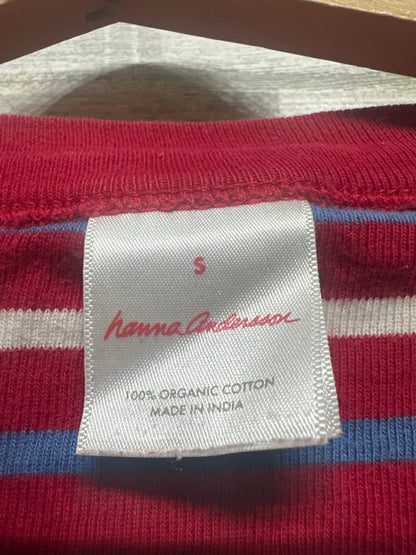 S
hanna andersson
100% ORGANIC COTTON
MADE IN INDIA